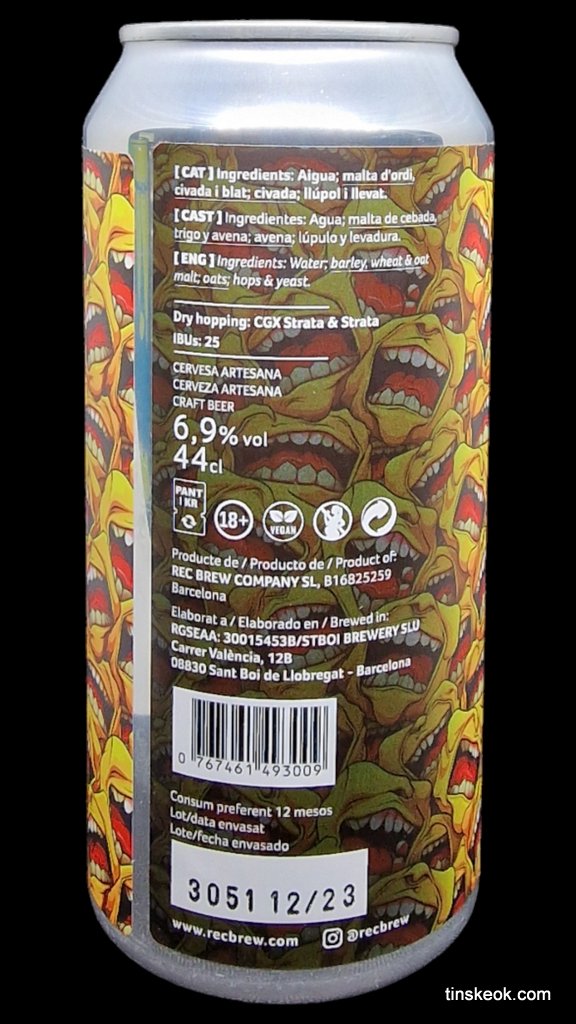 [CAT] Ingredients: Aigua; malta d'ordi,
civada i blat; civada; llúpol i llevat.
[CAST] Ingredientes: Agua; malta de cebada,
trigo y avena; avena; lúpulo y levadura.
[ENG] Ingredients: Water; barley, wheat & oat
malt; oats; hops & yeast.
Dry hopping: CGX Strata & Strata
IBUs: 25
CERVESA ARTESANA
CERVEZA ARTESANA
CRAFT BEER
6,9% vol
44cl
PANT
I KR
18+
VEGAN
Producte de / Producto de / Product of:
REC BREW COMPANY SL, B16825259
Barcelona
Elaborat a / Elaborado en / Brewed in:
RGSEAA: 30015453B/STBOI BREWERY SLU
Carrer València, 12B
08830 Sant Boi de Llobregat - Barcelona
0 767461 493009
Consum preferent 12 mesos
Lot/data envasat
Lote/fecha envasado
3051 12/23
www.recbrew.com
@recbrew
tinskeok.com